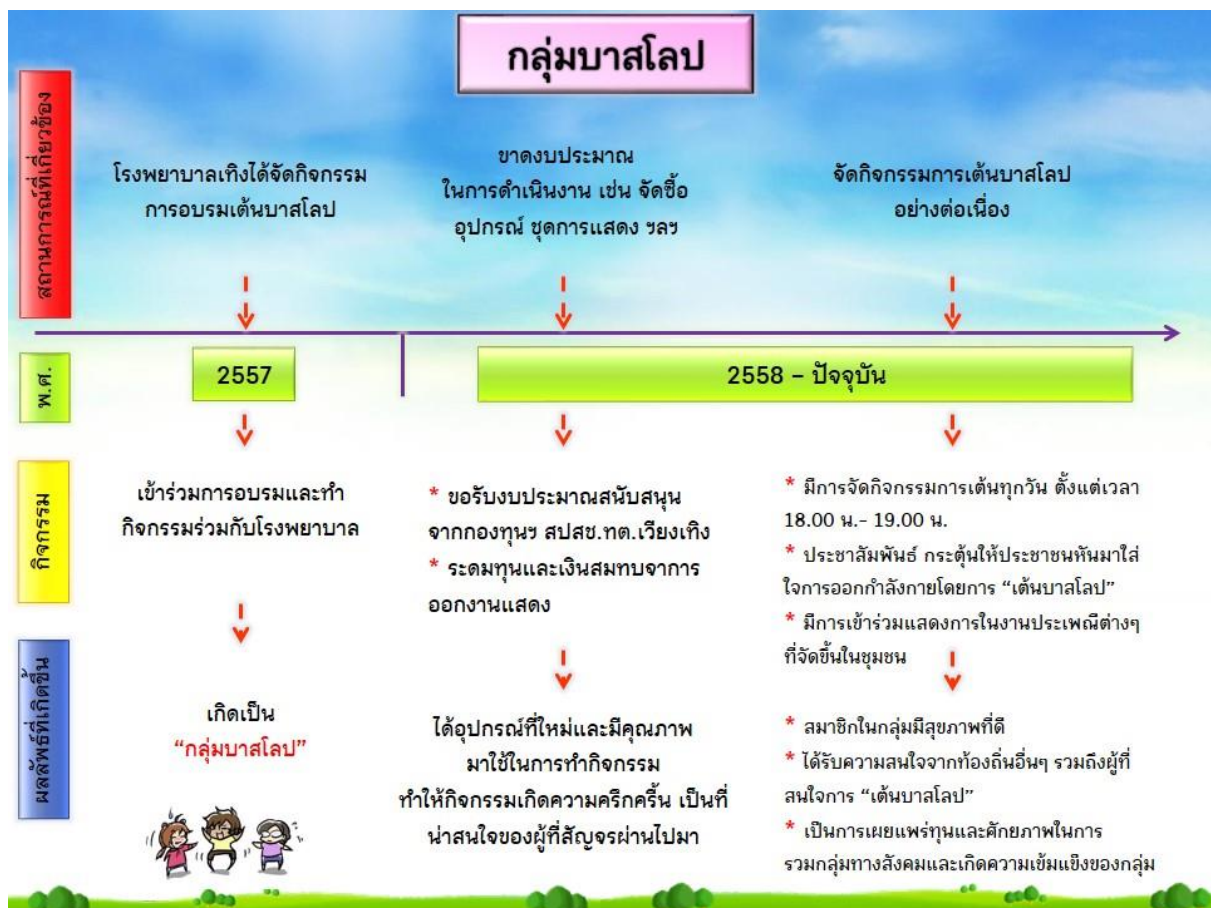 กลุ่มบาสโลป
สถานการณ์ที่เกี่ยวข้อง
โรงพยาบาลเทิงได้จัดกิจกรรม
การอบรมเต้นบาสโลป
ขาดงบประมาณ
ในการดำเนินงาน เช่น จัดซื้อ
อุปกรณ์ ชุดการแสดง ฯลฯ
จัดกิจกรรมการเต้นบาสโลป
อย่างต่อเนื่อง
พ.ศ.
2557
2558 – ปัจจุบัน
กิจกรรม
เข้าร่วมการอบรมและทำ
กิจกรรมร่วมกับโรงพยาบาล
* ขอรับงบประมาณสนับสนุน
จากกองทุนฯ สปสช.ทต.เวียงเทิง
* ระดมทุนและเงินสมทบจาการ
ออกงานแสดง
* มีการจัดกิจกรรมการเต้นทุกวัน ตั้งแต่เวลา
18.00 น.- 19.00 น.
* ประชาสัมพันธ์ กระตุ้นให้ประชาชนหันมาใส่
ใจการออกกำลังกายโดยการ “เต้นบาสโลป”
* มีการเข้าร่วมแสดงการในงานประเพณีต่างๆ
ที่จัดขึ้นในชุมชน
ผลลัพธ์ที่เกิดขึ้น
เกิดเป็น
“กลุ่มบาสโลป”
ได้อุปกรณ์ที่ใหม่และมีคุณภาพ
มาใช้ในการทำกิจกรรม
ทำให้กิจกรรมเกิดความครึกครื้น เป็นที่
น่าสนใจของผู้ที่สัญจรผ่านไปมา
* สมาชิกในกลุ่มมีสุขภาพที่ดี
* ได้รับความสนใจจากท้องถิ่นอื่นๆ รวมถึงผู้ที่
สนใจการ “เต้นบาสโลป”
* เป็นการเผยแพร่ทุนและศักยภาพในการ
รวมกลุ่มทางสังคมและเกิดความเข้มแข็งของกลุ่ม